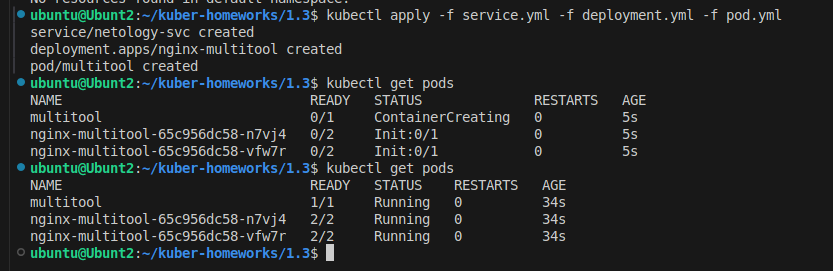 No resources found in default namespace.
ubuntu@Ubunt2:~/kuber-homeworks/1.3$ kubectl apply -f service.yml -f deployment.yml -f pod.yml
service/netology-svc created
deployment.apps/nginx-multitool created
pod/multitool created
ubuntu@Ubunt2:~/kuber-homeworks/1.3$ kubectl get pods
NAME READY STATUS RESTARTS AGE
multitool 0/1 ContainerCreating 0 5s
nginx-multitool-65c956dc58-n7vj4 0/2 Init:0/1 0 5s
nginx-multitool-65c956dc58-vfw7r 0/2 Init:0/1 0 5s
ubuntu@Ubunt2:~/kuber-homeworks/1.3$ kubectl get pods
NAME READY STATUS RESTARTS AGE
multitool 1/1 Running 0 34s
nginx-multitool-65c956dc58-n7vj4 2/2 Running 0 34s
nginx-multitool-65c956dc58-vfw7r 2/2 Running 0 34s
ubuntu@Ubunt2:~/kuber-homeworks/1.3$